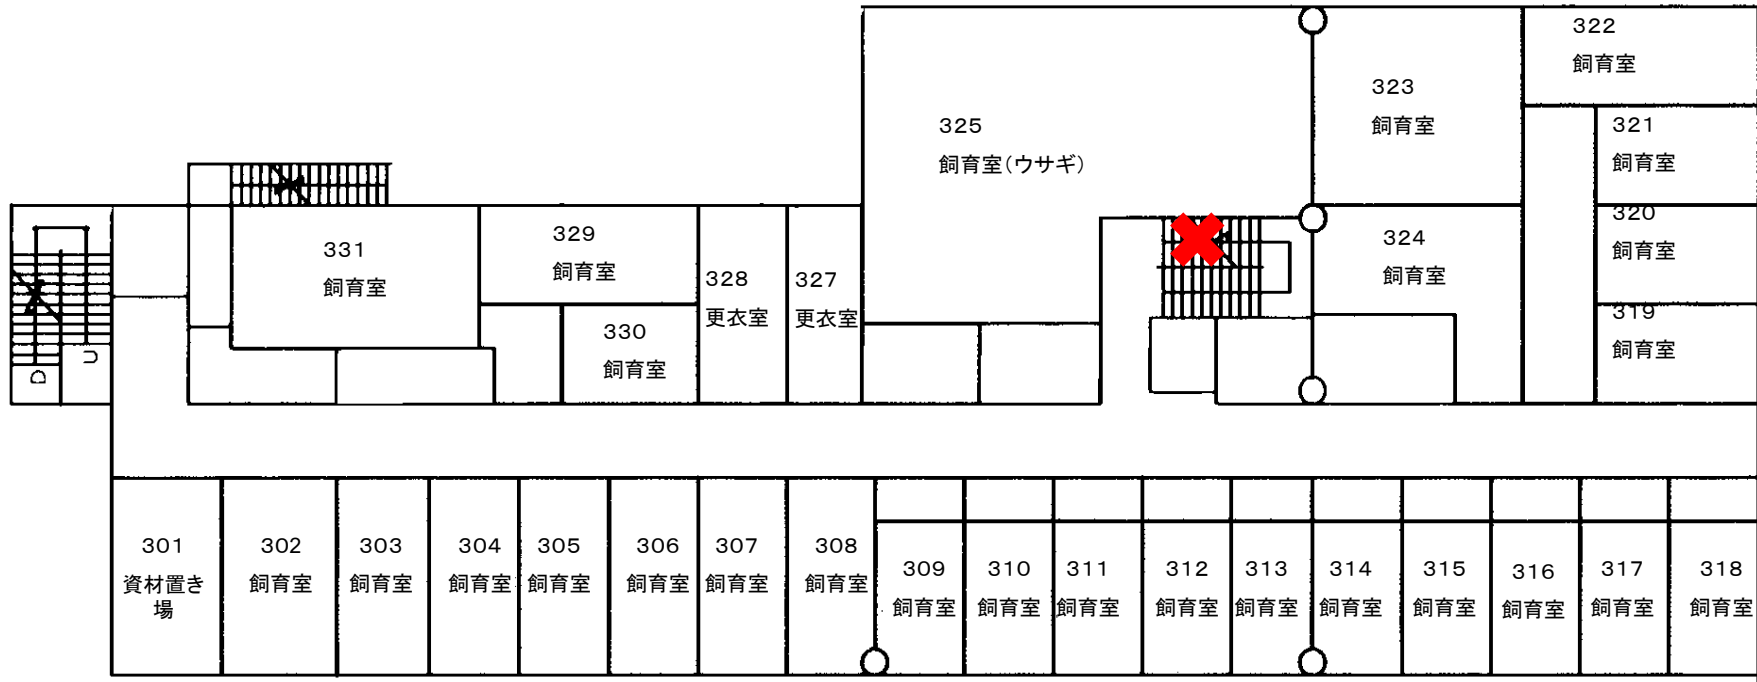 322
飼育室
323
飼育室
325
飼育室(ウサギ)
321
飼育室
320
飼育室
331
飼育室
329
飼育室
328
更衣室
327
更衣室
324
飼育室
330
飼育室
319
飼育室
U
D
301
資材置き
場
302
飼育室
303
飼育室
304
飼育室
305
飼育室
306
飼育室
307
飼育室
308
飼育室
309
飼育室
310
飼育室
311
飼育室
312
飼育室
313
飼育室
314
飼育室
315
飼育室
316
飼育室
317
飼育室
318
飼育室